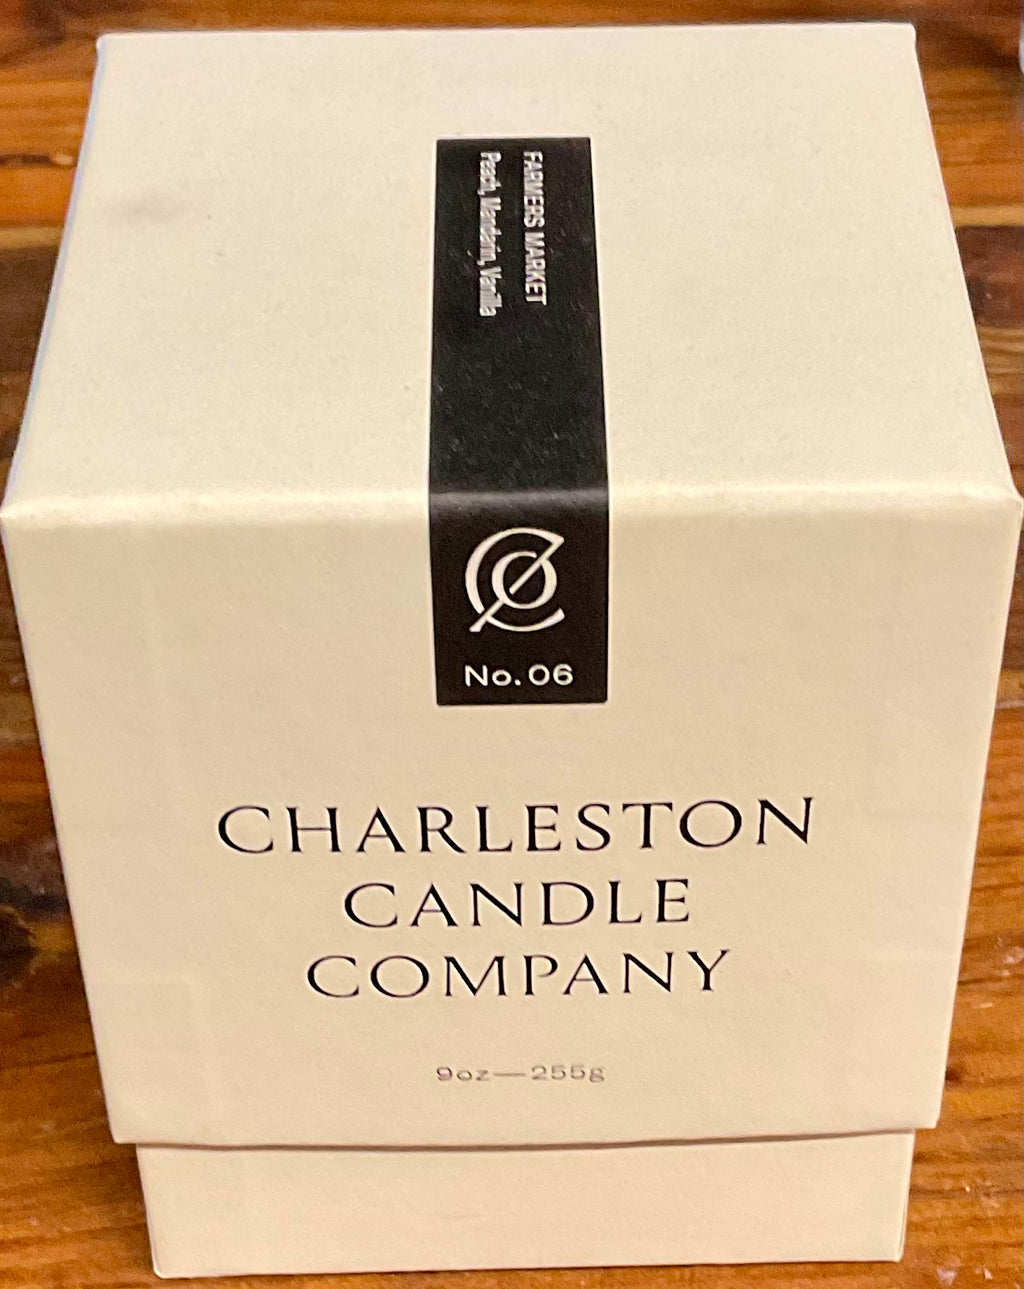 FARMERS MARKET
Peach, Mandarin, Vanilla
No. 06
CHARLESTON
CANDLE
COMPANY
9oz—255g